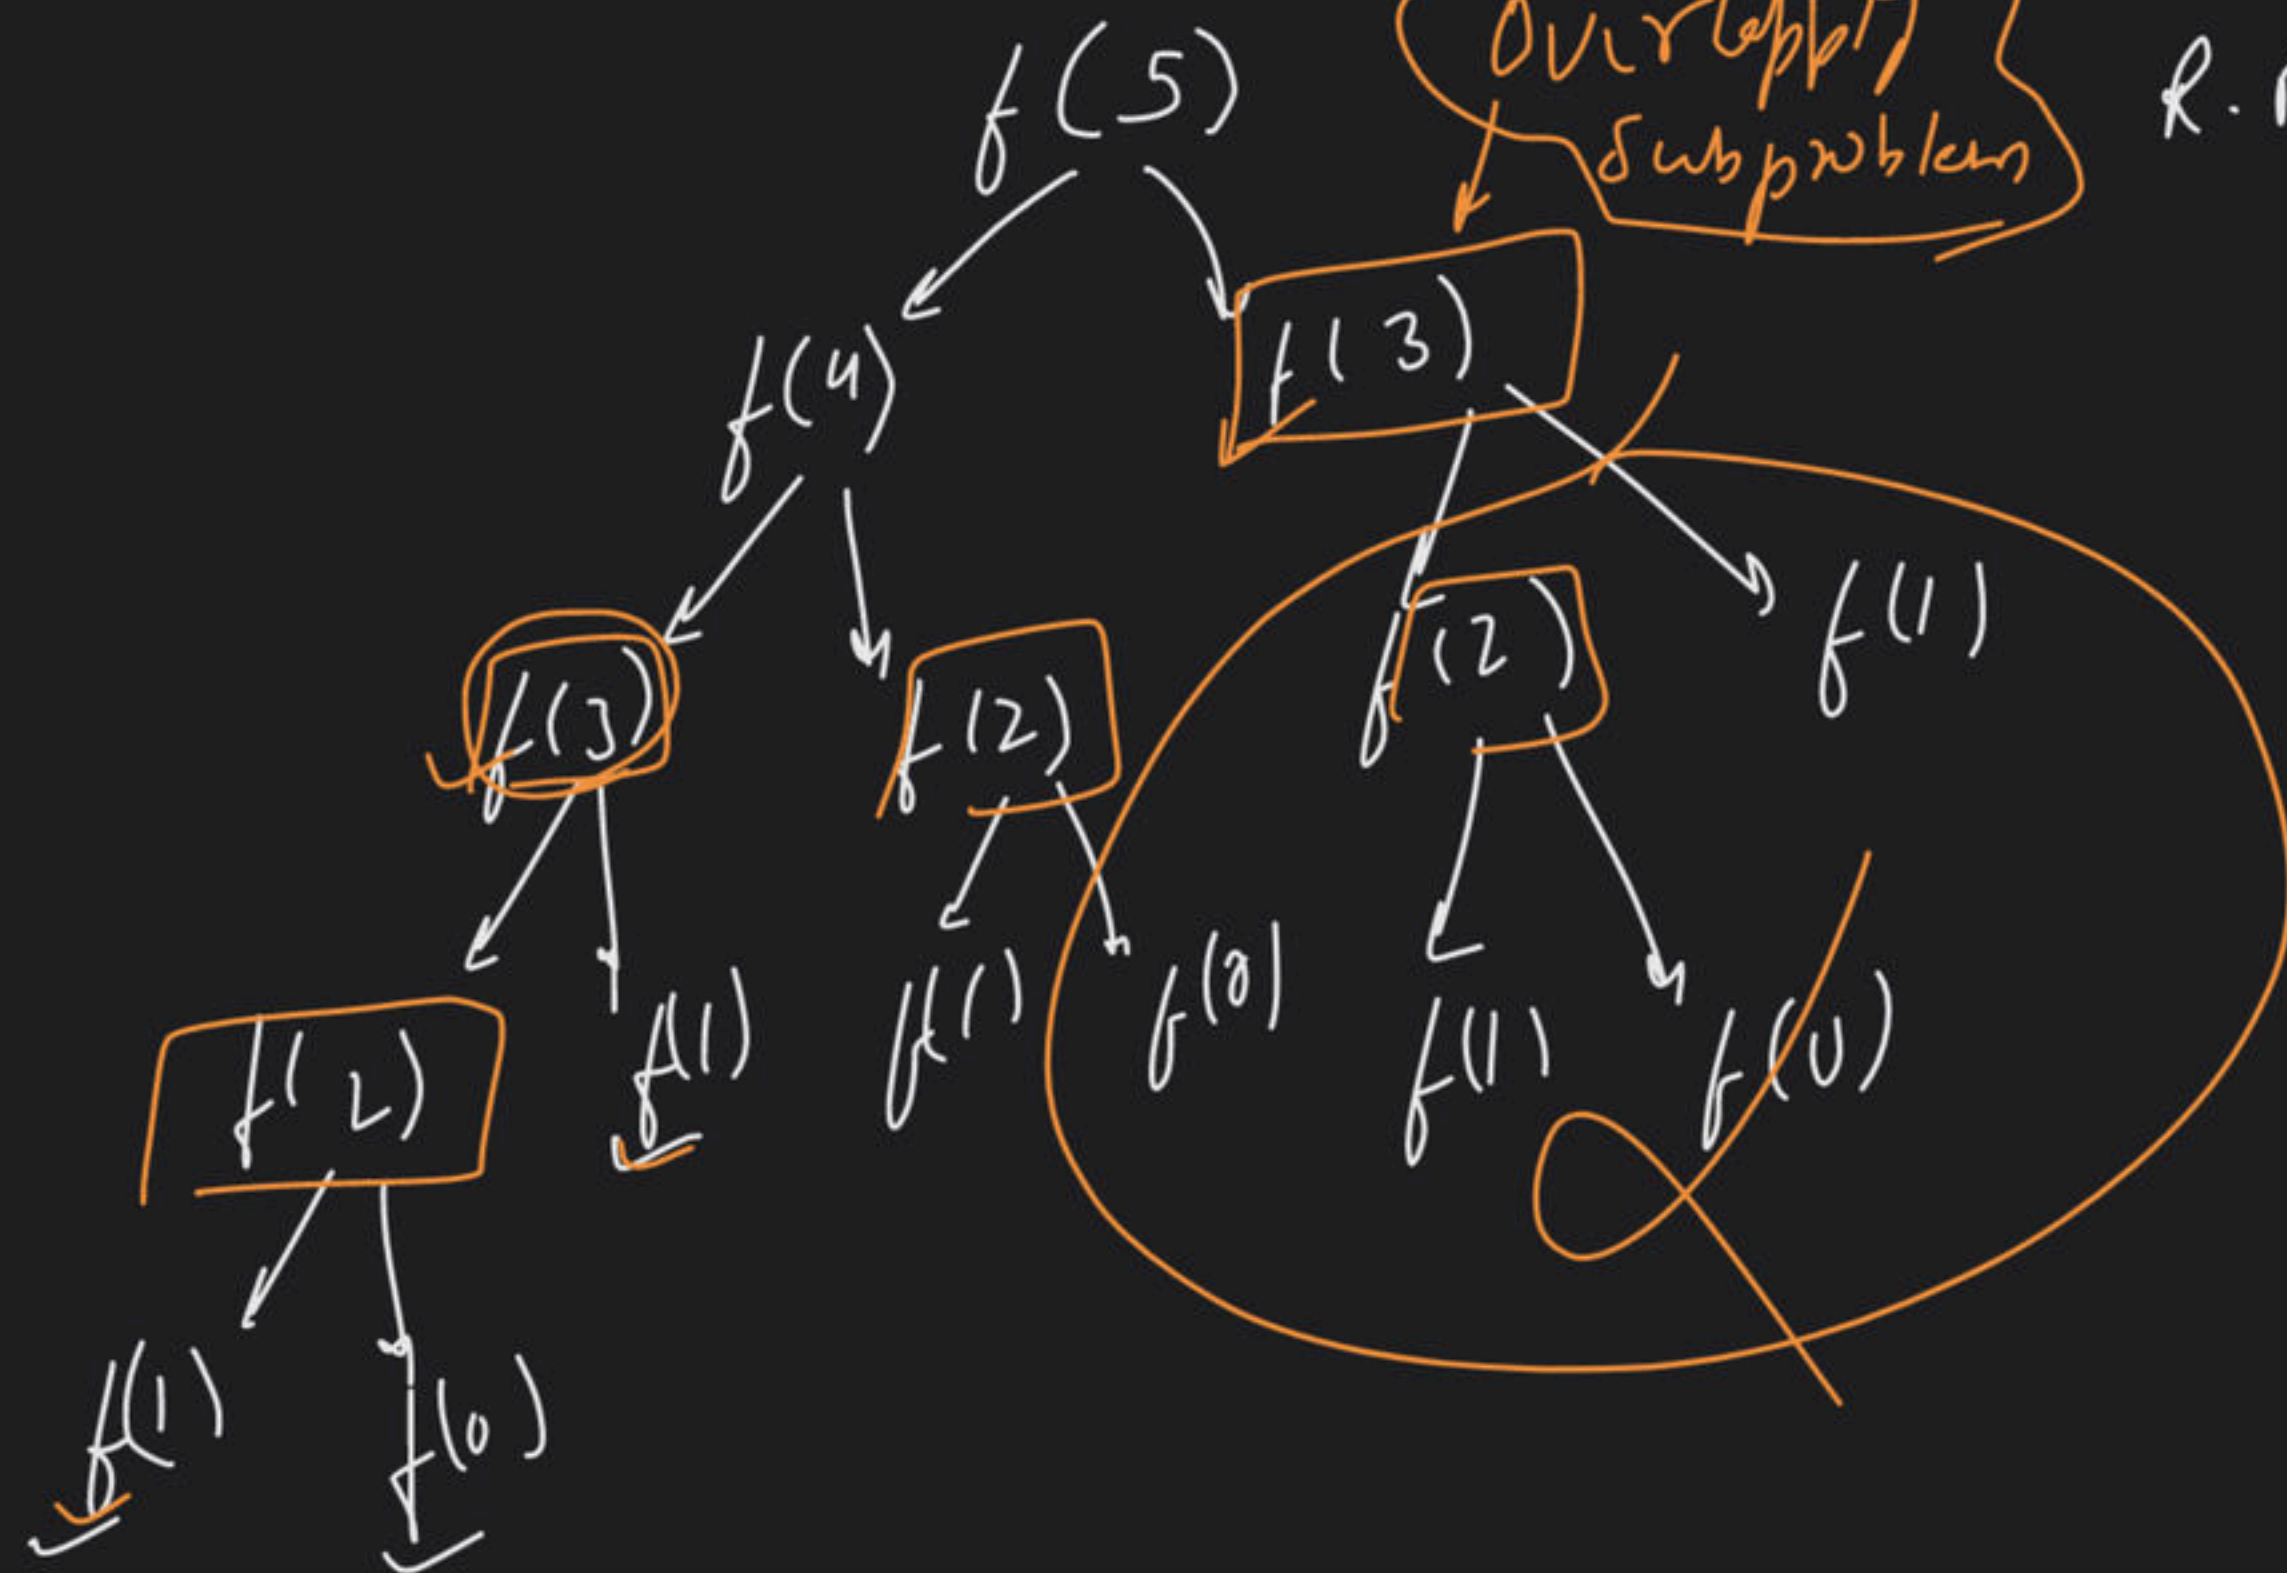 Overlapping
subproblem
f(5)
f(4)
f(3)
f(3)
f(2)
f(2)
f(1)
f(2)
f(1)
f(1)
f(0)
f(1)
f(0)
f(1)
f(0)